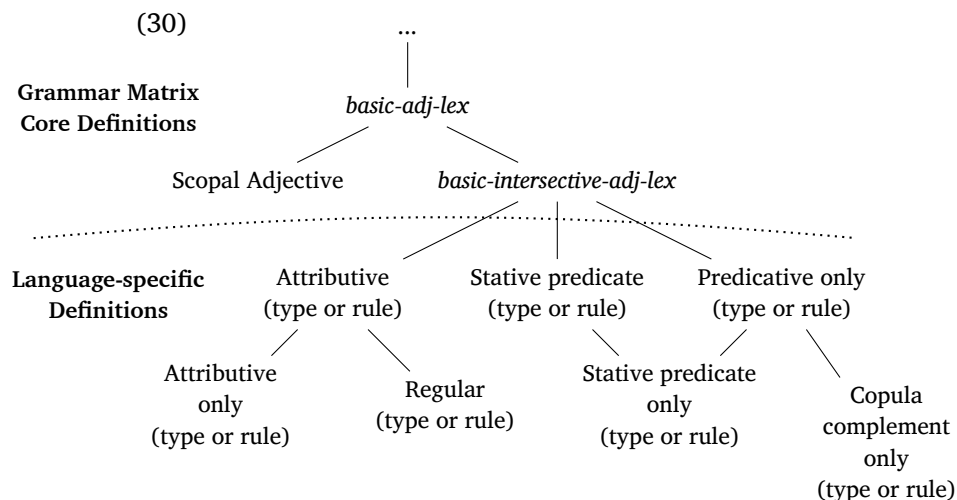 (30)
...
Grammar Matrix
Core Definitions
basic-adj-lex
Scopal Adjective
basic-intersective-adj-lex
Language-specific
Definitions
Attributive
(type or rule)
Stative predicate
(type or rule)
Predicative only
(type or rule)
Attributive
only
(type or rule)
Regular
(type or rule)
Stative predicate
only
(type or rule)
Copula
complement
only
(type or rule)